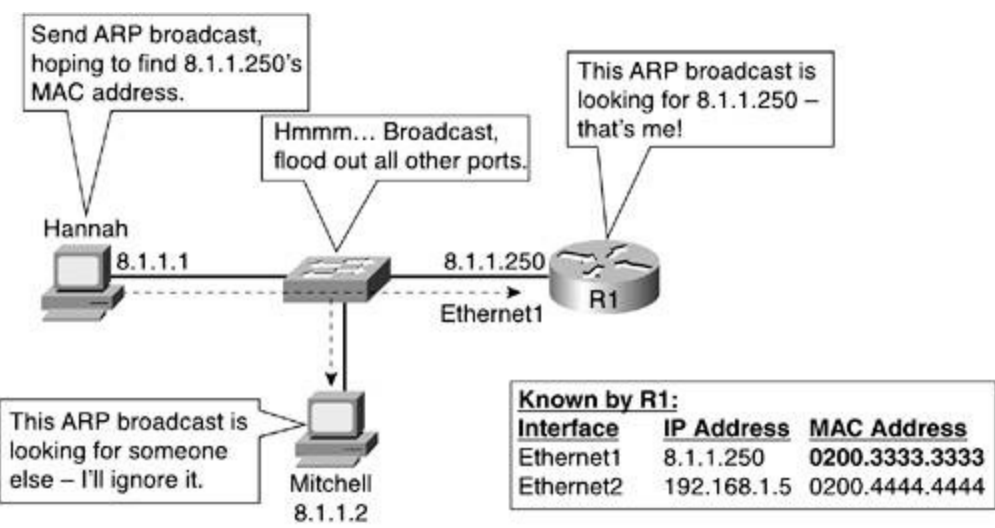 Send ARP broadcast,
hoping to find 8.1.1.250's
MAC address.
This ARP broadcast is
looking for 8.1.1.250 –
that's me!
Hmmm... Broadcast,
flood out all other ports.
Hannah
8.1.1.1
8.1.1.250
Ethernet1
R1
This ARP broadcast is
looking for someone
else – I'll ignore it.
Mitchell
8.1.1.2
Known by R1:
Interface IP Address MAC Address
Ethernet1 8.1.1.250 0200.3333.3333
Ethernet2 192.168.1.5 0200.4444.4444